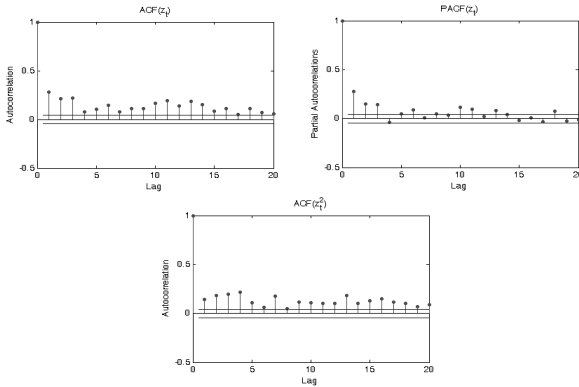 ACF(z_t)
Autocorrelation
1
0.5
0
-0.5
0 5 10 15 20
Lag
PACF(z_t)
Partial Autocorrelations
1
0.5
0
-0.5
0 5 10 15 20
Lag
ACF(z_t^2)
Autocorrelation
1
0.5
0
-0.5
0 5 10 15 20
Lag